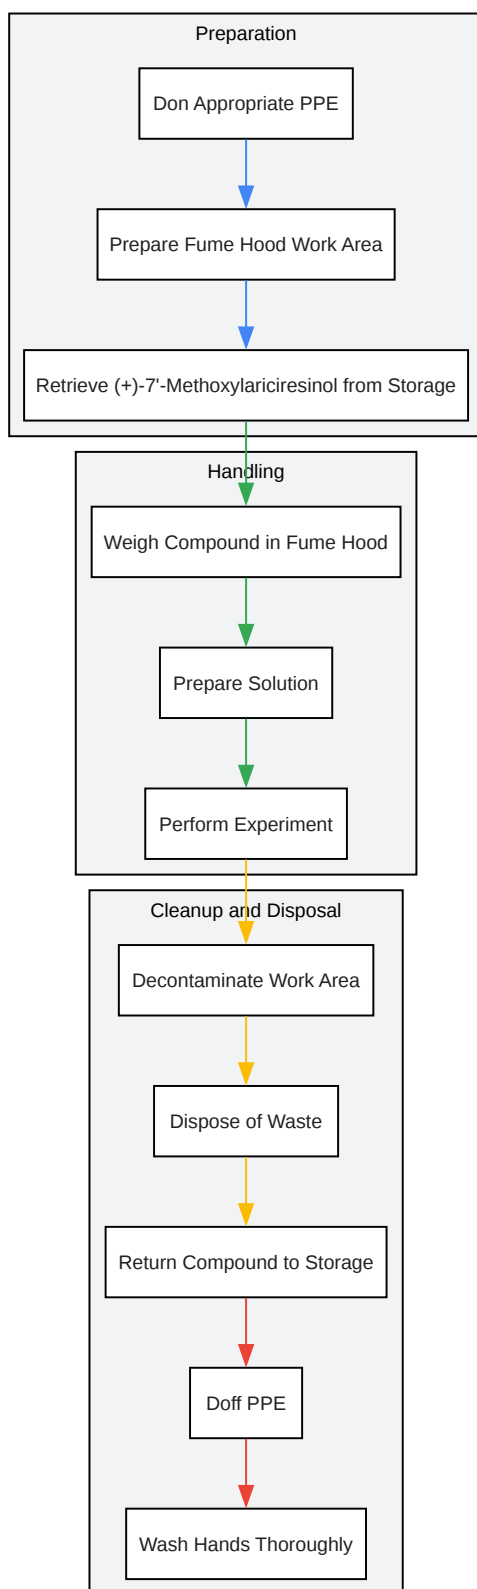 Preparation
Don Appropriate PPE
Prepare Fume Hood Work Area
Retrieve (+)-7'-Methoxylariciresinol from Storage
Handling
Weigh Compound in Fume Hood
Prepare Solution
Perform Experiment
Cleanup and Disposal
Decontaminate Work Area
Dispose of Waste
Return Compound to Storage
Doff PPE
Wash Hands Thoroughly